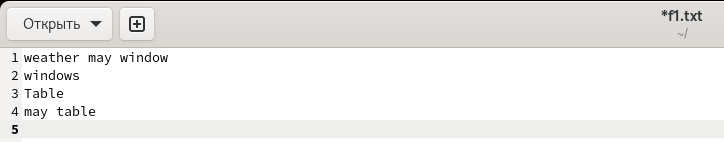 Открыть
*f1.txt
~/
1 weather may window
2 windows
3 Table
4 may table
5